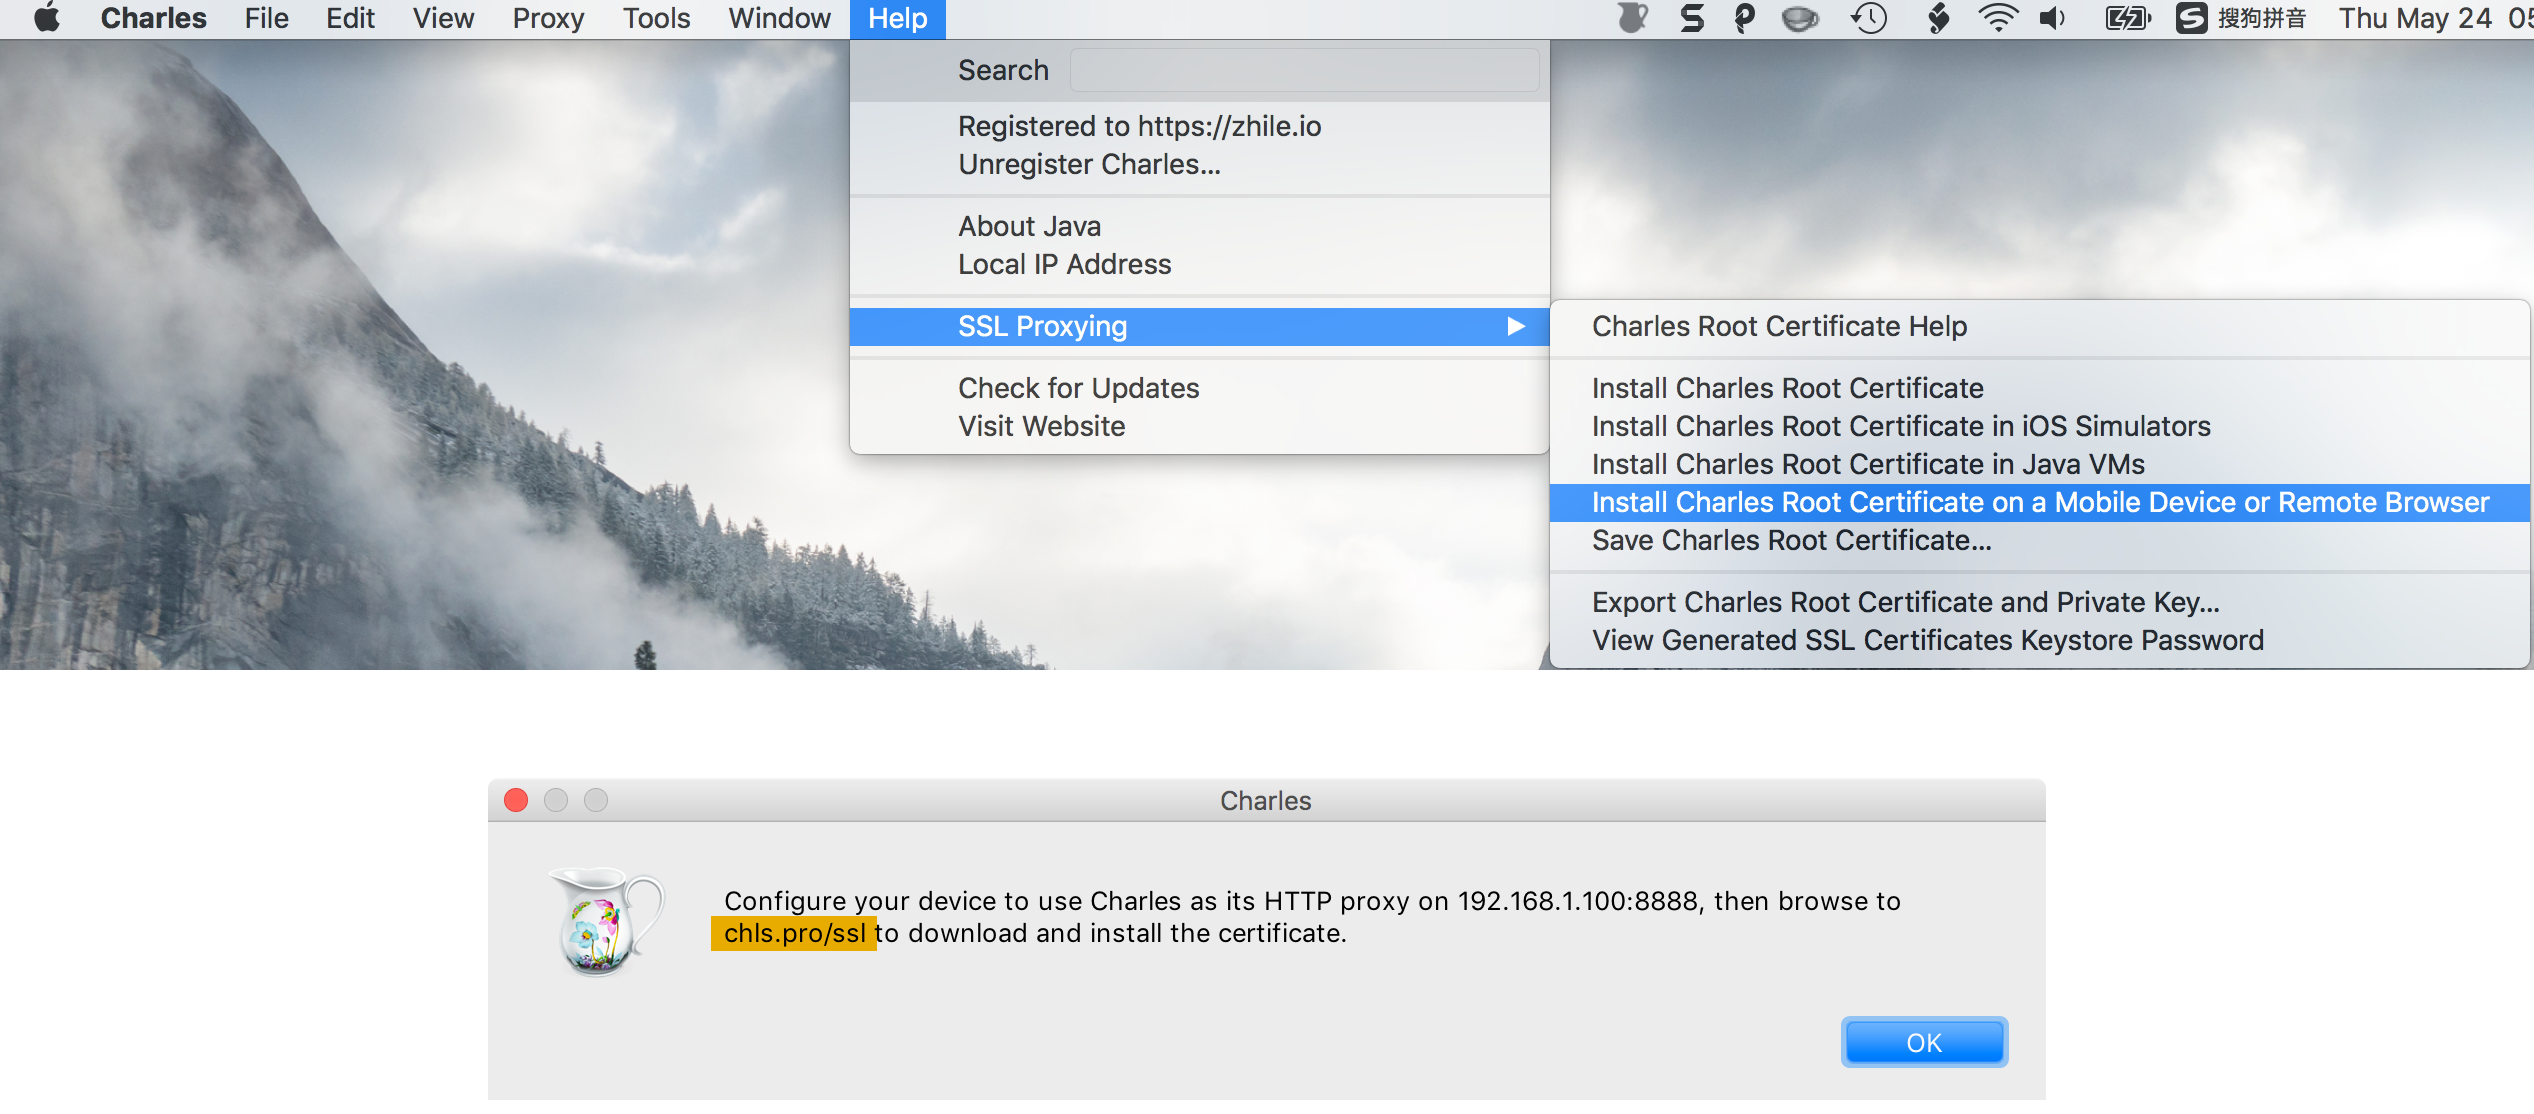 Charles File Edit View Proxy Tools Window Help 搜狗拼音 Thu May 24 05
Search
Registered to https://zhile.io
Unregister Charles...
About Java
Local IP Address
SSL Proxying
Check for Updates
Visit Website
Charles Root Certificate Help
Install Charles Root Certificate
Install Charles Root Certificate in iOS Simulators
Install Charles Root Certificate in Java VMs
Install Charles Root Certificate on a Mobile Device or Remote Browser
Save Charles Root Certificate...
Export Charles Root Certificate and Private Key...
View Generated SSL Certificates Keystore Password
Charles
Configure your device to use Charles as its HTTP proxy on 192.168.1.100:8888, then browse to
chls.pro/ssl to download and install the certificate.
OK